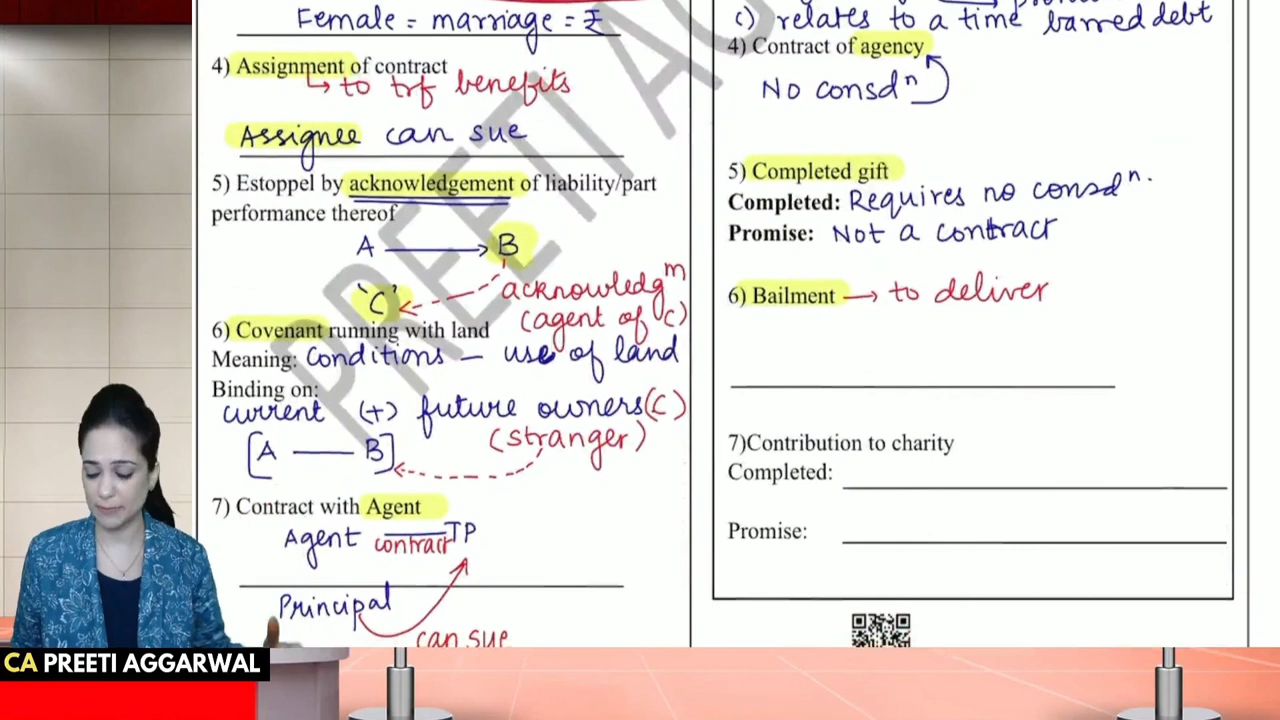 Female = marriage = ₹
4) Assignment of contract
↳ to trf benefits
Assignee can sue
5) Estoppel by acknowledgement of liability/part
performance thereof
A → B
'C'
acknowledgm
(agent of C)
6) Covenant running with land
Meaning: conditions – use of land
Binding on:
current (+) future owners (C)
(stranger)
[A — B]
7) Contract with Agent
Agent contract TP
Principal
can sue
c) relates to a time barred debt
4) Contract of agency
No consdn
5) Completed gift
Completed: Requires no consdn.
Promise: Not a contract
6) Bailment → to deliver
7)Contribution to charity
Completed:
Promise:
PREETI AG
CA PREETI AGGARWAL